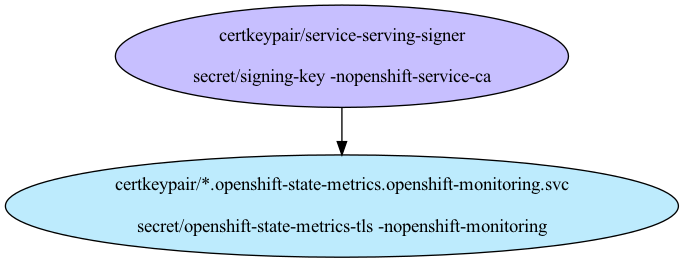 certkeypair/service-serving-signer
secret/signing-key -nopenshift-service-ca
certkeypair/*.openshift-state-metrics.openshift-monitoring.svc
secret/openshift-state-metrics-tls -nopenshift-monitoring